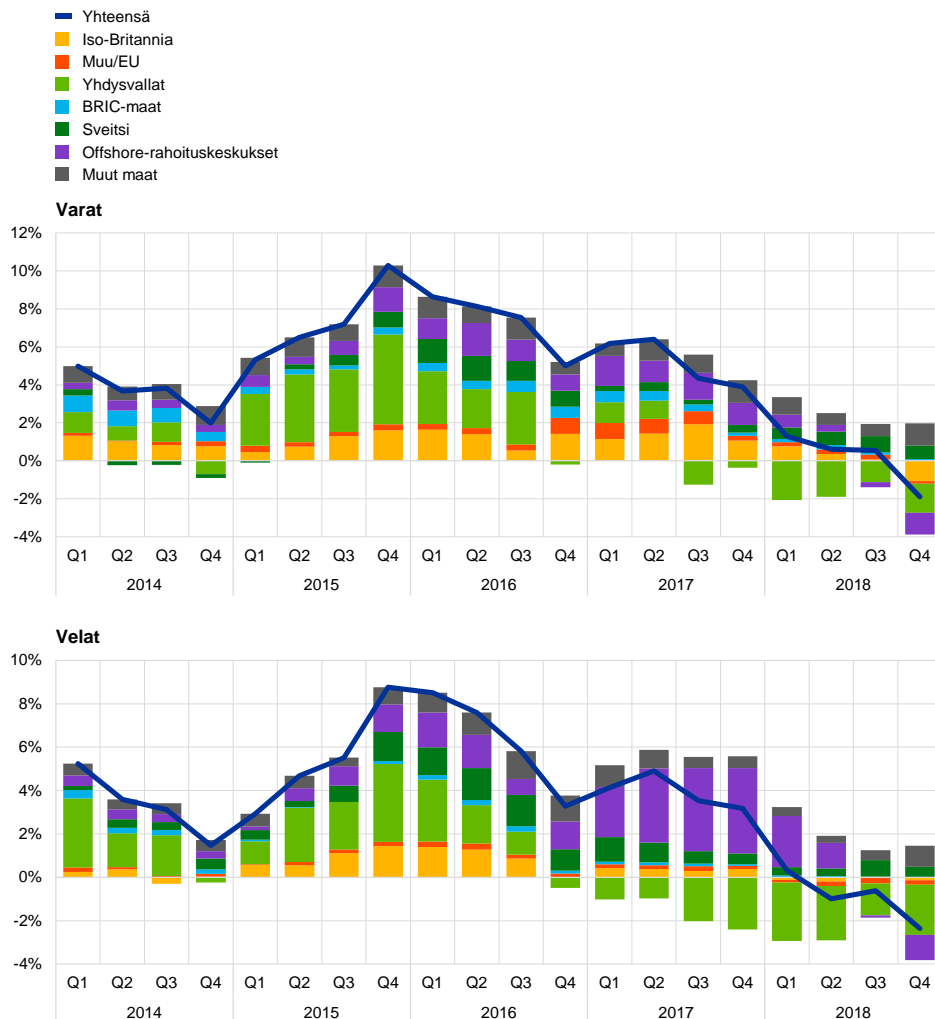 Yhteensä
Iso-Britannia
Muu/EU
Yhdysvallat
BRIC-maat
Sveitsi
Offshore-rahoituskeskukset
Muut maat
Varat
12%
10%
8%
6%
4%
2%
0%
-2%
-4%
Q1 Q2 Q3 Q4 Q1 Q2 Q3 Q4 Q1 Q2 Q3 Q4 Q1 Q2 Q3 Q4 Q1 Q2 Q3 Q4
2014 2015 2016 2017 2018
Velat
10%
8%
6%
4%
2%
0%
-2%
-4%
Q1 Q2 Q3 Q4 Q1 Q2 Q3 Q4 Q1 Q2 Q3 Q4 Q1 Q2 Q3 Q4 Q1 Q2 Q3 Q4
2014 2015 2016 2017 2018